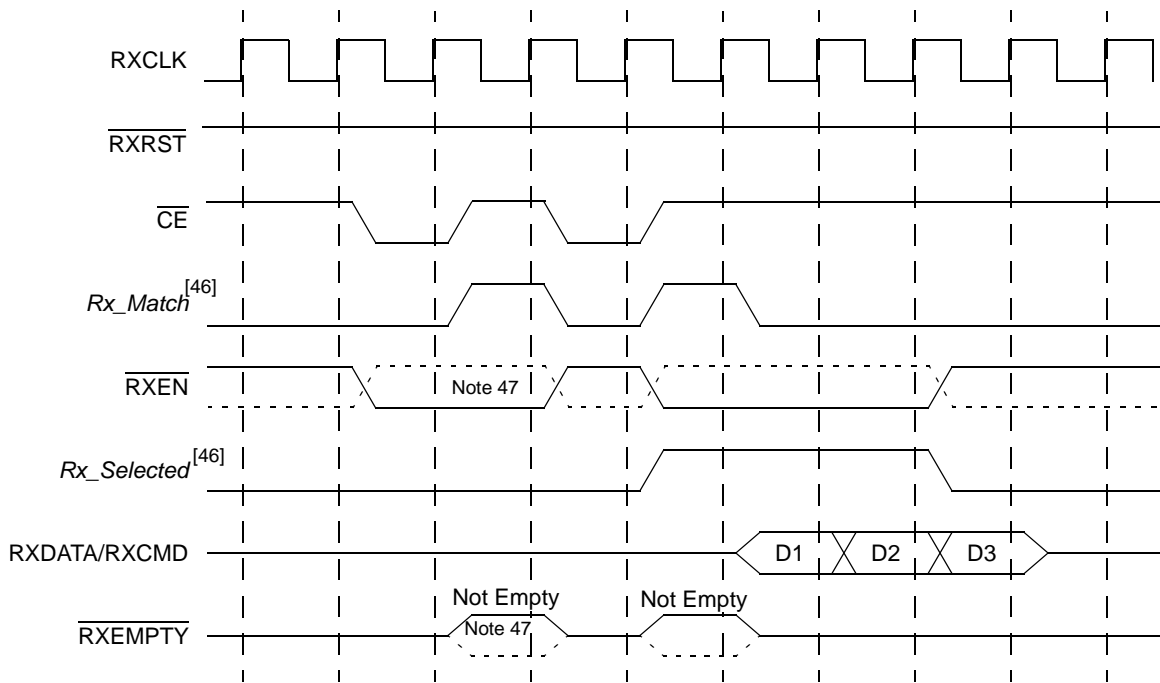 RXCLK
RXRST
CE
Rx_Match[46]
RXEN
Note 47
Rx_Selected[46]
RXDATA/RXCMD
D1 D2 D3
Not Empty Not Empty
RXEMPTY
Note 47